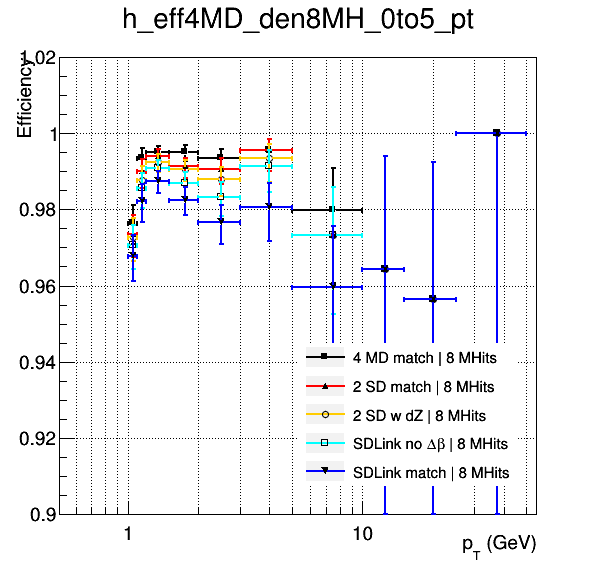 h_eff4MD_den8MH_0to5_pt
Efficiency
1.02
1
0.98
0.96
0.94
0.92
0.9
4 MD match | 8 MHits
2 SD match | 8 MHits
2 SD w dZ | 8 MHits
SDLink no Δβ | 8 MHits
SDLink match | 8 MHits
1
10
p_T (GeV)